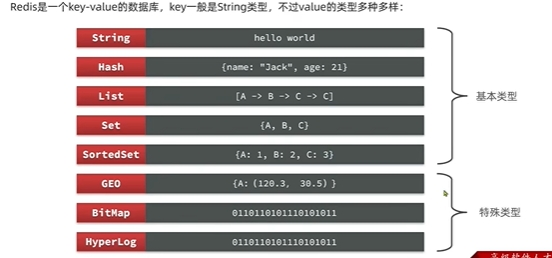 Redis是一个key-value的数据库，key一般是String类型，不过value的类型多种多样：
String hello world
Hash {name: "Jack", age: 21}
List [A -> B -> C -> C]
Set {A, B, C}
SortedSet {A: 1, B: 2, C: 3}
基本类型
GEO {A: (120.3, 30.5) }
BitMap 0110110101110101011
HyperLog 0110110101110101011
特殊类型